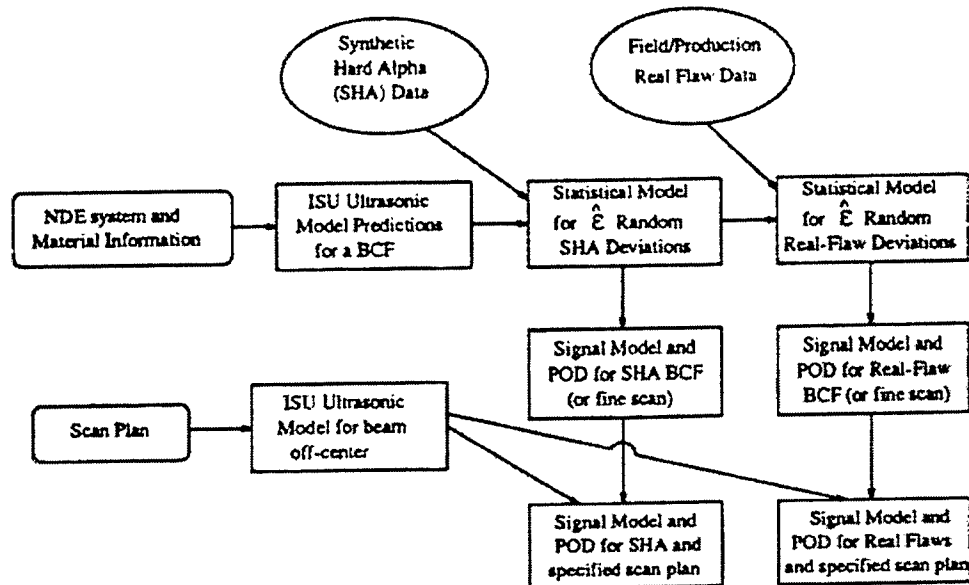 Synthetic
Hard Alpha
(SHA) Data
Field/Production
Real Flaw Data
NDE system and
Material Information
ISU Ultrasonic
Model Predictions
for a BCF
Statistical Model
for ε̂ Random
SHA Deviations
Statistical Model
for ε̂ Random
Real-Flaw Deviations
Signal Model and
POD for SHA BCF
(or fine scan)
Signal Model and
POD for Real-Flaw
BCF (or fine scan)
Scan Plan
ISU Ultrasonic
Model for beam
off-center
Signal Model and
POD for SHA and
specified scan plan
Signal Model and
POD for Real Flaws
and specified scan plan